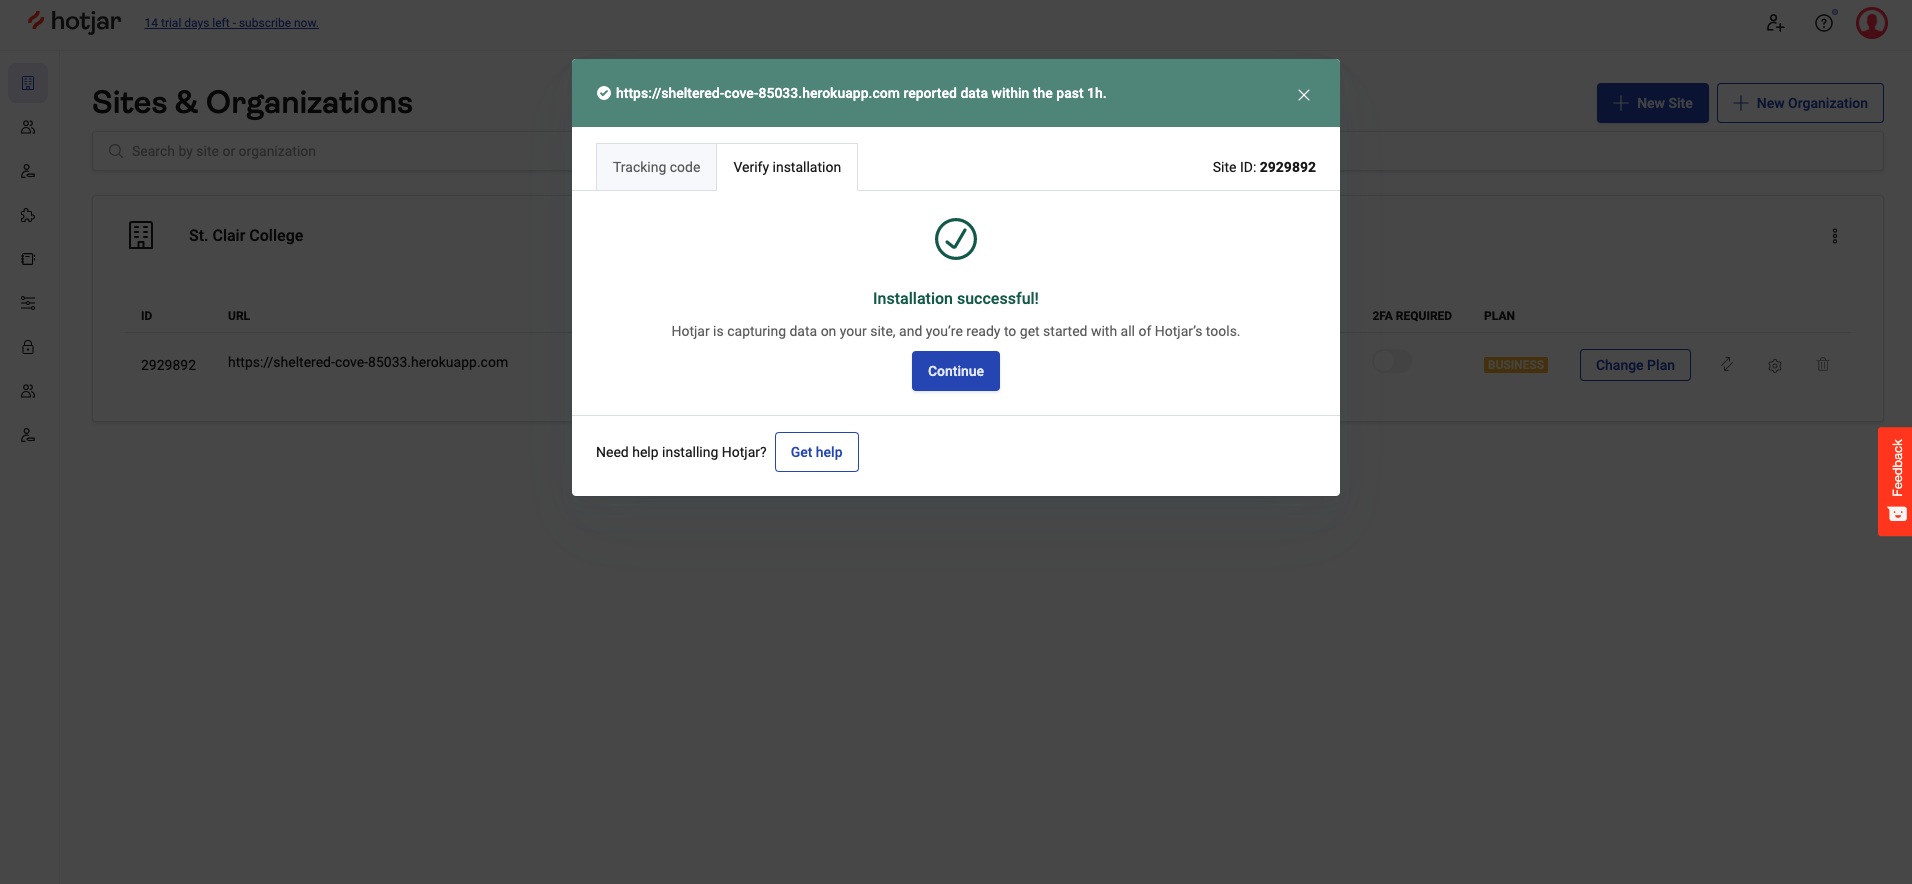 hotjar
14 trial days left - subscribe now.
Sites & Organizations
New Site
New Organization
Search by site or organization
St. Clair College
ID
URL
2FA REQUIRED
PLAN
2929892
https://sheltered-cove-85033.herokuapp.com
BUSINESS
Change Plan
https://sheltered-cove-85033.herokuapp.com reported data within the past 1h.
Tracking code
Verify installation
Site ID: 2929892
Installation successful!
Hotjar is capturing data on your site, and you're ready to get started with all of Hotjar's tools.
Continue
Need help installing Hotjar?
Get help
Feedback